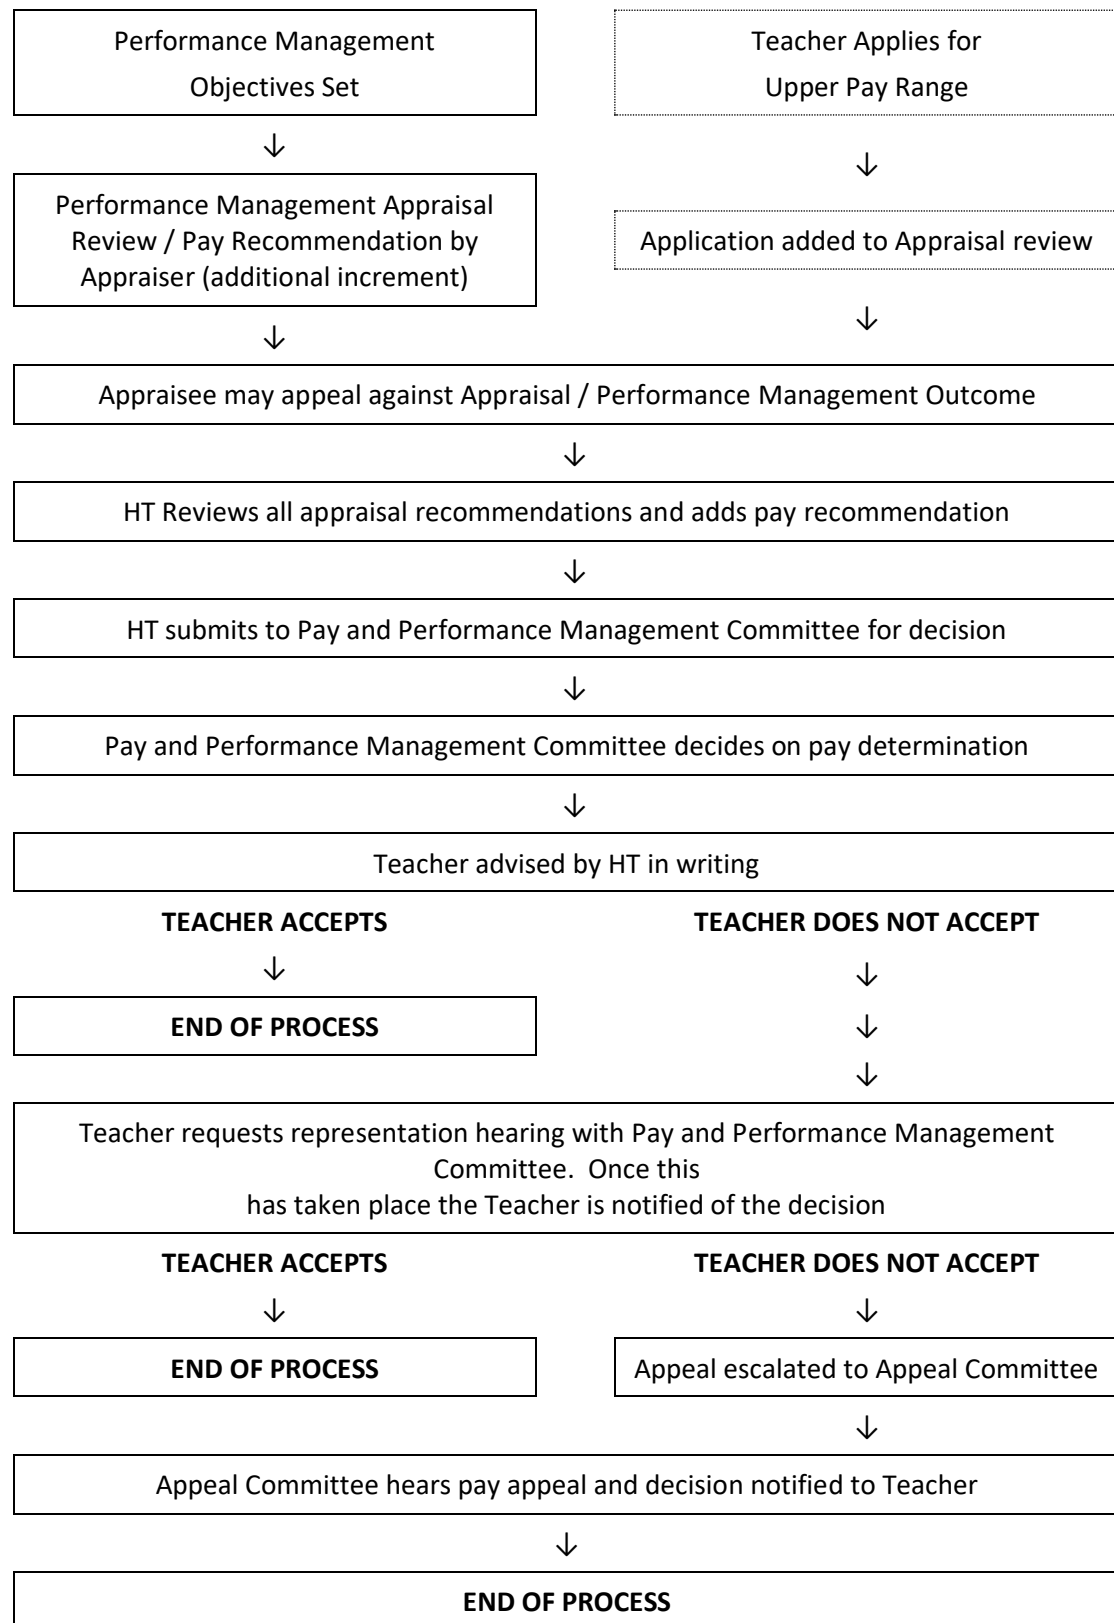 Performance Management
Objectives Set
Teacher Applies for
Upper Pay Range
↓
↓
Performance Management Appraisal
Review / Pay Recommendation by
Appraiser (additional increment)
Application added to Appraisal review
↓
↓
Appraisee may appeal against Appraisal / Performance Management Outcome
↓
HT Reviews all appraisal recommendations and adds pay recommendation
↓
HT submits to Pay and Performance Management Committee for decision
↓
Pay and Performance Management Committee decides on pay determination
↓
Teacher advised by HT in writing
TEACHER ACCEPTS
TEACHER DOES NOT ACCEPT
↓
↓
END OF PROCESS
↓
↓
Teacher requests representation hearing with Pay and Performance Management
Committee.  Once this
has taken place the Teacher is notified of the decision
TEACHER ACCEPTS
TEACHER DOES NOT ACCEPT
↓
↓
END OF PROCESS
Appeal escalated to Appeal Committee
↓
Appeal Committee hears pay appeal and decision notified to Teacher
↓
END OF PROCESS